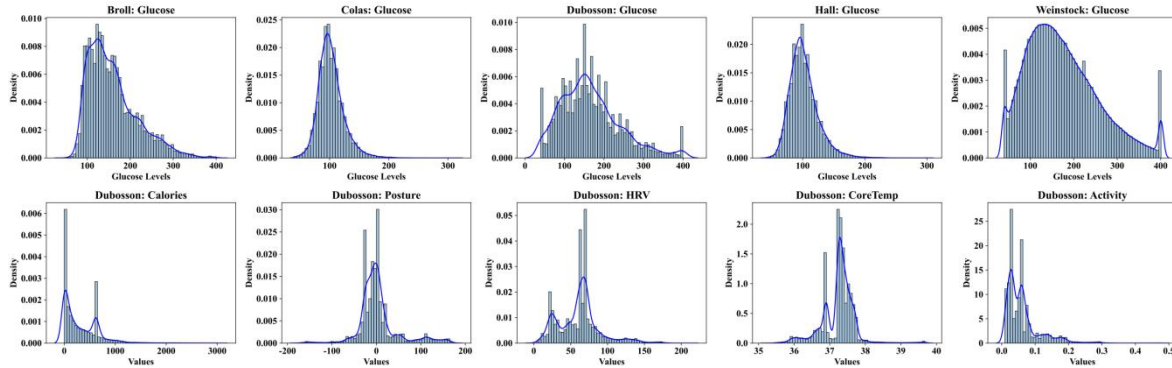 Broll: Glucose Colas: Glucose Dubosson: Glucose Hall: Glucose Weinstock: Glucose
Density
0.010
0.008
0.006
0.004
0.002
0.000
100 200 300 400
Glucose Levels
Density
0.025
0.020
0.015
0.010
0.005
0.000
100 200 300
Glucose Levels
Density
0.010
0.008
0.006
0.004
0.002
0.000
0 100 200 300 400
Glucose Levels
Density
0.020
0.015
0.010
0.005
0.000
100 200 300
Glucose Levels
Density
0.005
0.004
0.003
0.002
0.001
0.000
100 200 300 400
Glucose Levels
Dubosson: Calories Dubosson: Posture Dubosson: HRV Dubosson: CoreTemp Dubosson: Activity
Density
0.006
0.005
0.004
0.003
0.002
0.001
0.000
0 1000 2000 3000
Values
Density
0.030
0.025
0.020
0.015
0.010
0.005
0.000
-200 -100 0 100 200
Values
Density
0.05
0.04
0.03
0.02
0.01
0.00
0 50 100 150 200
Values
Density
2.0
1.5
1.0
0.5
0.0
35 36 37 38 39 40
Values
Density
25
20
15
10
5
0
0.0 0.1 0.2 0.3 0.4
Values